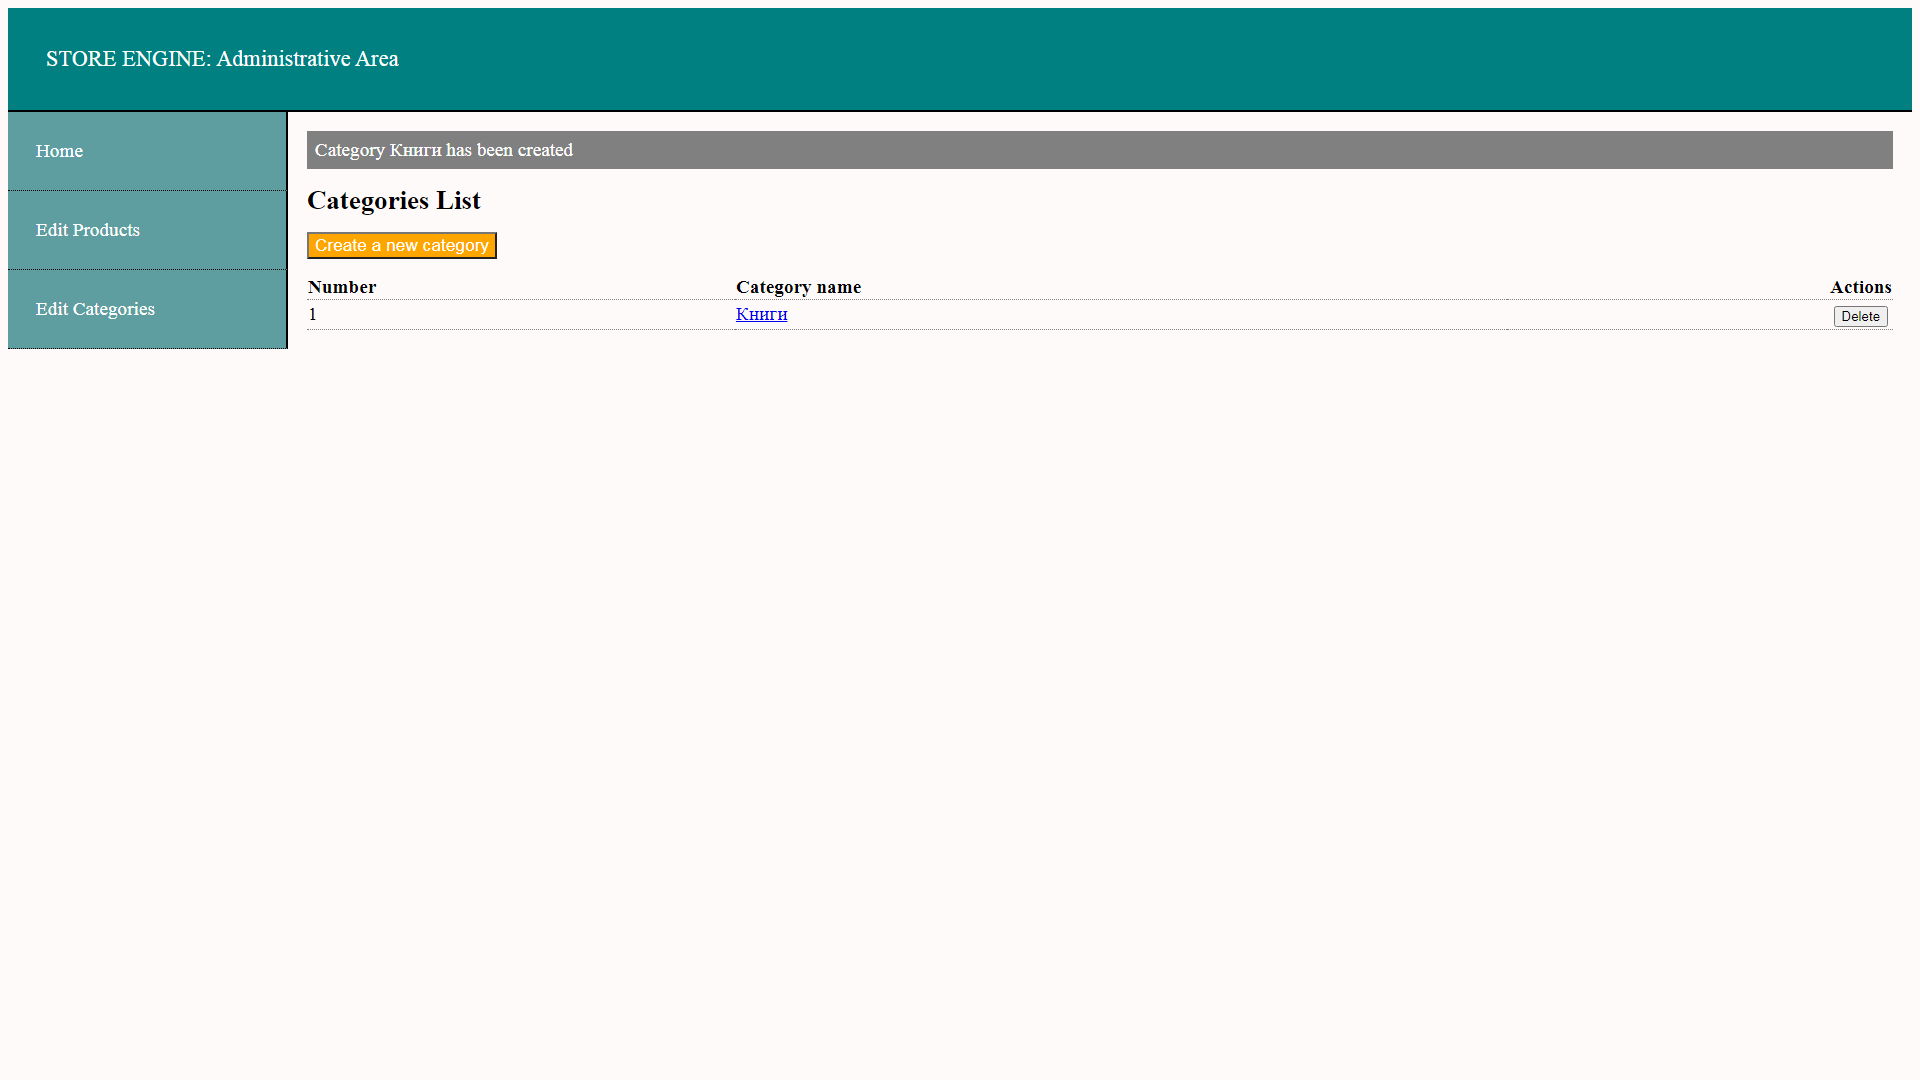 STORE ENGINE: Administrative Area
Home
Edit Products
Edit Categories
Category Книги has been created
Categories List
Create a new category
Number Category name Actions
1 Книги Delete